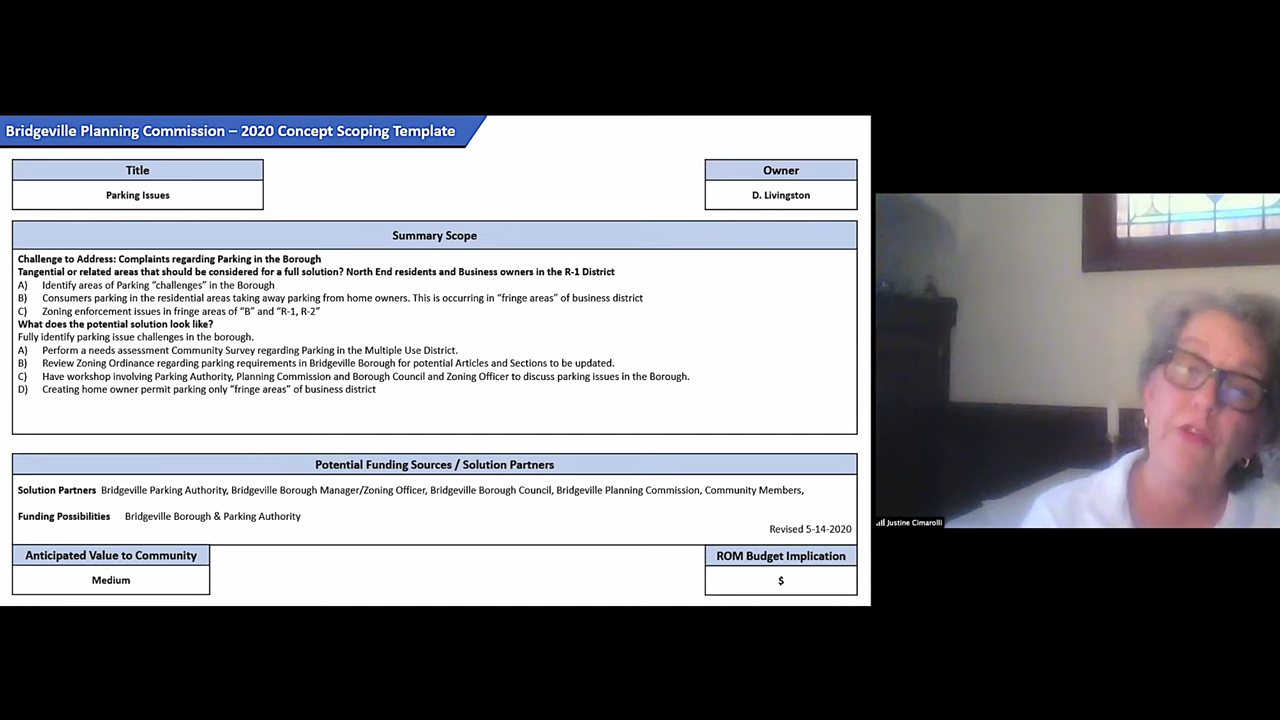 Bridgeville Planning Commission – 2020 Concept Scoping Template
Title
Parking Issues
Owner
D. Livingston
Summary Scope
Challenge to Address: Complaints regarding Parking in the Borough
Tangential or related areas that should be considered for a full solution? North End residents and Business owners in the R-1 District
A) Identify areas of Parking “challenges” in the Borough
B) Consumers parking in the residential areas taking away parking from home owners. This is occurring in “fringe areas” of business district
C) Zoning enforcement issues in fringe areas of “B” and “R-1, R-2”
What does the potential solution look like?
Fully identify parking issue challenges in the borough.
A) Perform a needs assessment Community Survey regarding Parking in the Multiple Use District.
B) Review Zoning Ordinance regarding parking requirements in Bridgeville Borough for potential Articles and Sections to be updated.
C) Have workshop involving Parking Authority, Planning Commission and Borough Council and Zoning Officer to discuss parking issues in the Borough.
D) Creating home owner permit parking only “fringe areas” of business district
Potential Funding Sources / Solution Partners
Solution Partners Bridgeville Parking Authority, Bridgeville Borough Manager/Zoning Officer, Bridgeville Borough Council, Bridgeville Planning Commission, Community Members,
Funding Possibilities Bridgeville Borough & Parking Authority
Revised 5-14-2020
Anticipated Value to Community
Medium
ROM Budget Implication
$
Justine Cimarolli